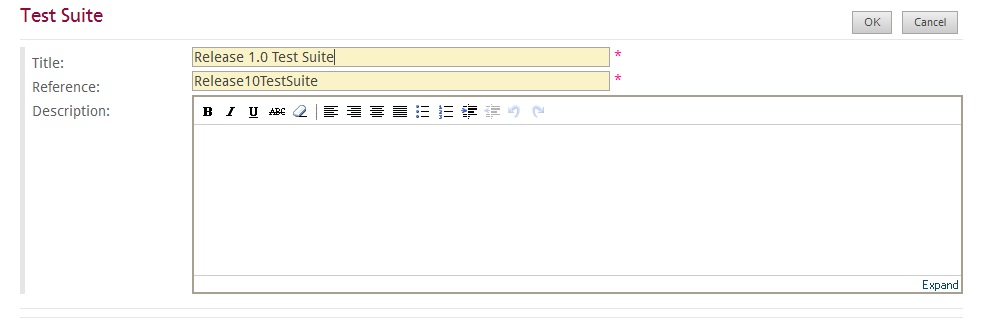 Test Suite
OK Cancel
Title: Release 1.0 Test Suite *
Reference: Release10TestSuite *
Description:
B I U ABC
Expand